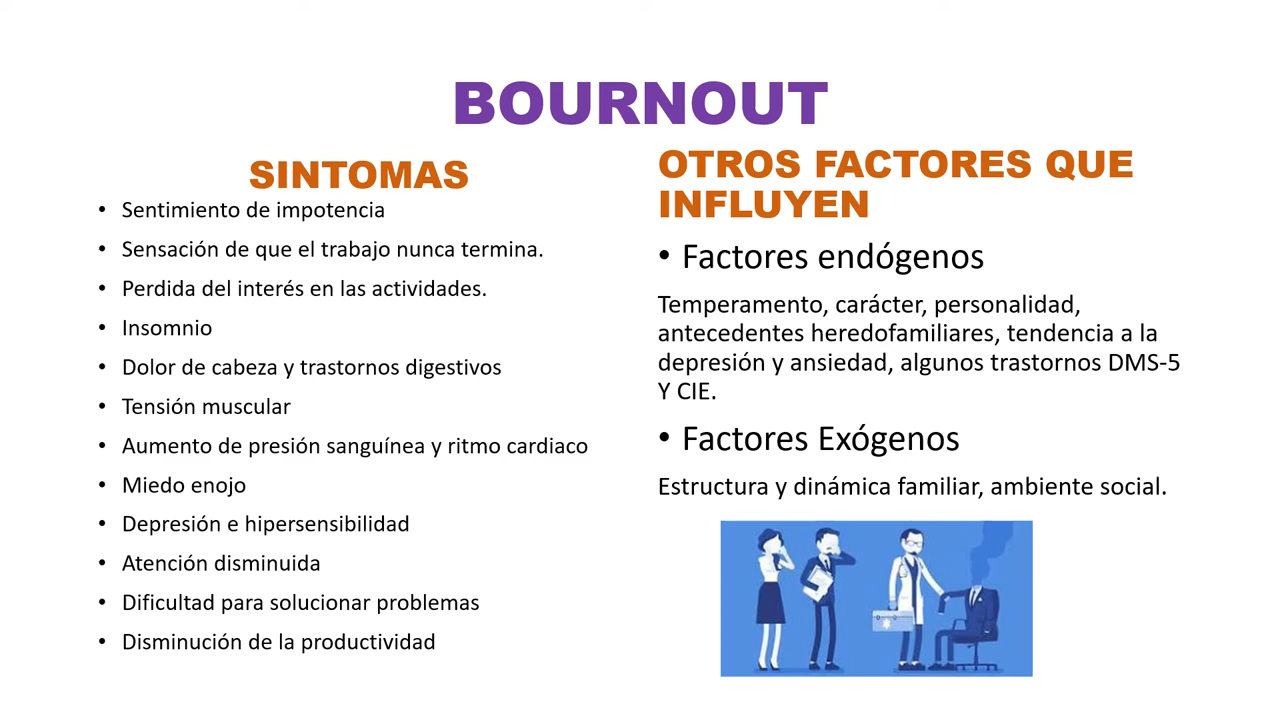 BOURNOUT
SINTOMAS
• Sentimiento de impotencia
• Sensación de que el trabajo nunca termina.
• Perdida del interés en las actividades.
• Insomnio
• Dolor de cabeza y trastornos digestivos
• Tensión muscular
• Aumento de presión sanguínea y ritmo cardiaco
• Miedo enojo
• Depresión e hipersensibilidad
• Atención disminuida
• Dificultad para solucionar problemas
• Disminución de la productividad
OTROS FACTORES QUE
INFLUYEN
• Factores endógenos
Temperamento, carácter, personalidad,
antecedentes heredofamiliares, tendencia a la
depresión y ansiedad, algunos trastornos DMS-5
Y CIE.
• Factores Exógenos
Estructura y dinámica familiar, ambiente social.